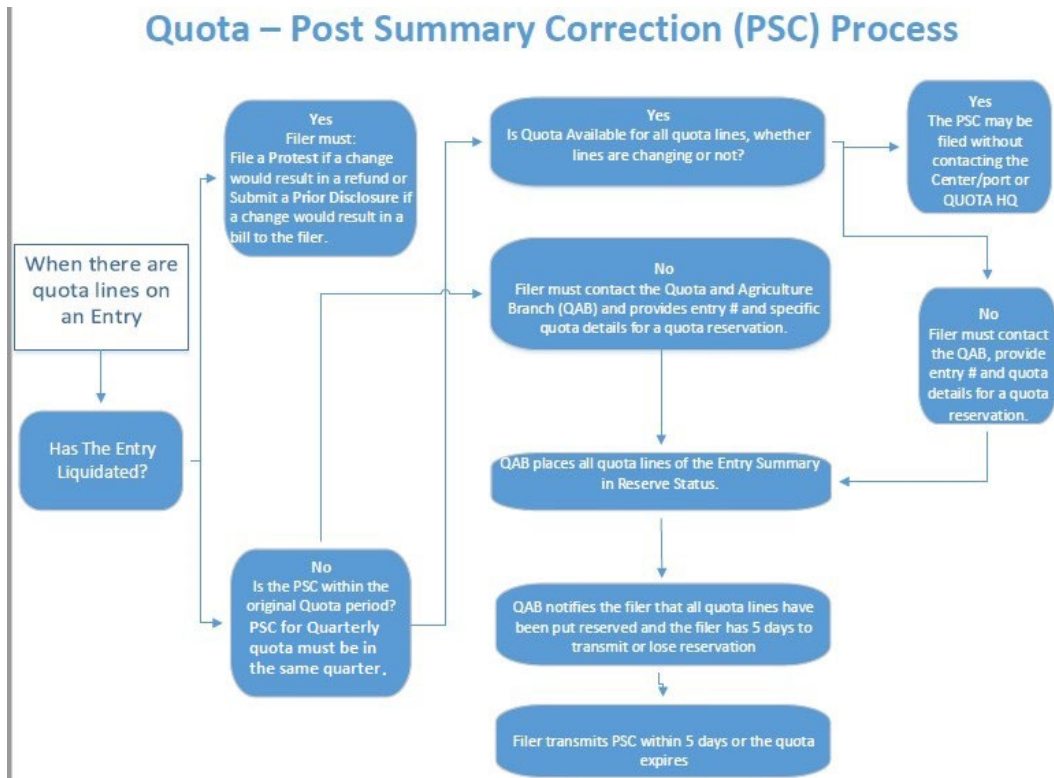 Quota – Post Summary Correction (PSC) Process
When there are
quota lines on
an Entry
Has The Entry
Liquidated?
Yes
Filer must:
File a Protest if a change
would result in a refund or
Submit a Prior Disclosure if
a change would result in a
bill to the filer.
No
Is the PSC within the
original Quota period?
PSC for Quarterly
quota must be in
the same quarter.
Yes
Is Quota Available for all quota lines, whether
lines are changing or not?
No
Filer must contact the Quota and Agriculture
Branch (QAB) and provides entry # and specific
quota details for a quota reservation.
Yes
The PSC may be
filed without
contacting the
Center/port or
QUOTA HQ
No
Filer must contact
the QAB, provide
entry # and quota
details for a quota
reservation.
QAB places all quota lines of the Entry Summary
in Reserve Status.
QAB notifies the filer that all quota lines have
been put reserved and the filer has 5 days to
transmit or lose reservation
Filer transmits PSC within 5 days or the quota
expires